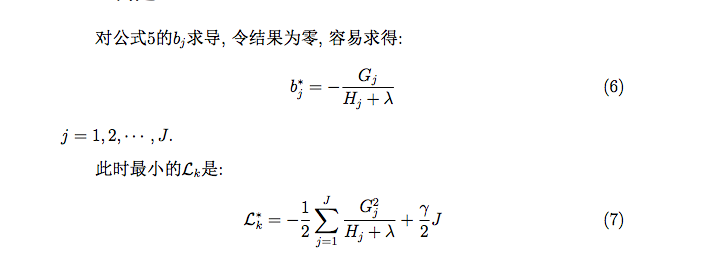 对公式5的$b_j$求导, 令结果为零, 容易求得:
$$b_j^* = -\frac{G_j}{H_j + \lambda}$$ (6)
$j = 1, 2, \cdots, J.$
此时最小的$\mathcal{L}_k$是:
$$\mathcal{L}_k^* = -\frac{1}{2}\sum_{j=1}^{J}\frac{G_j^2}{H_j + \lambda} + \frac{\gamma}{2}J$$ (7)